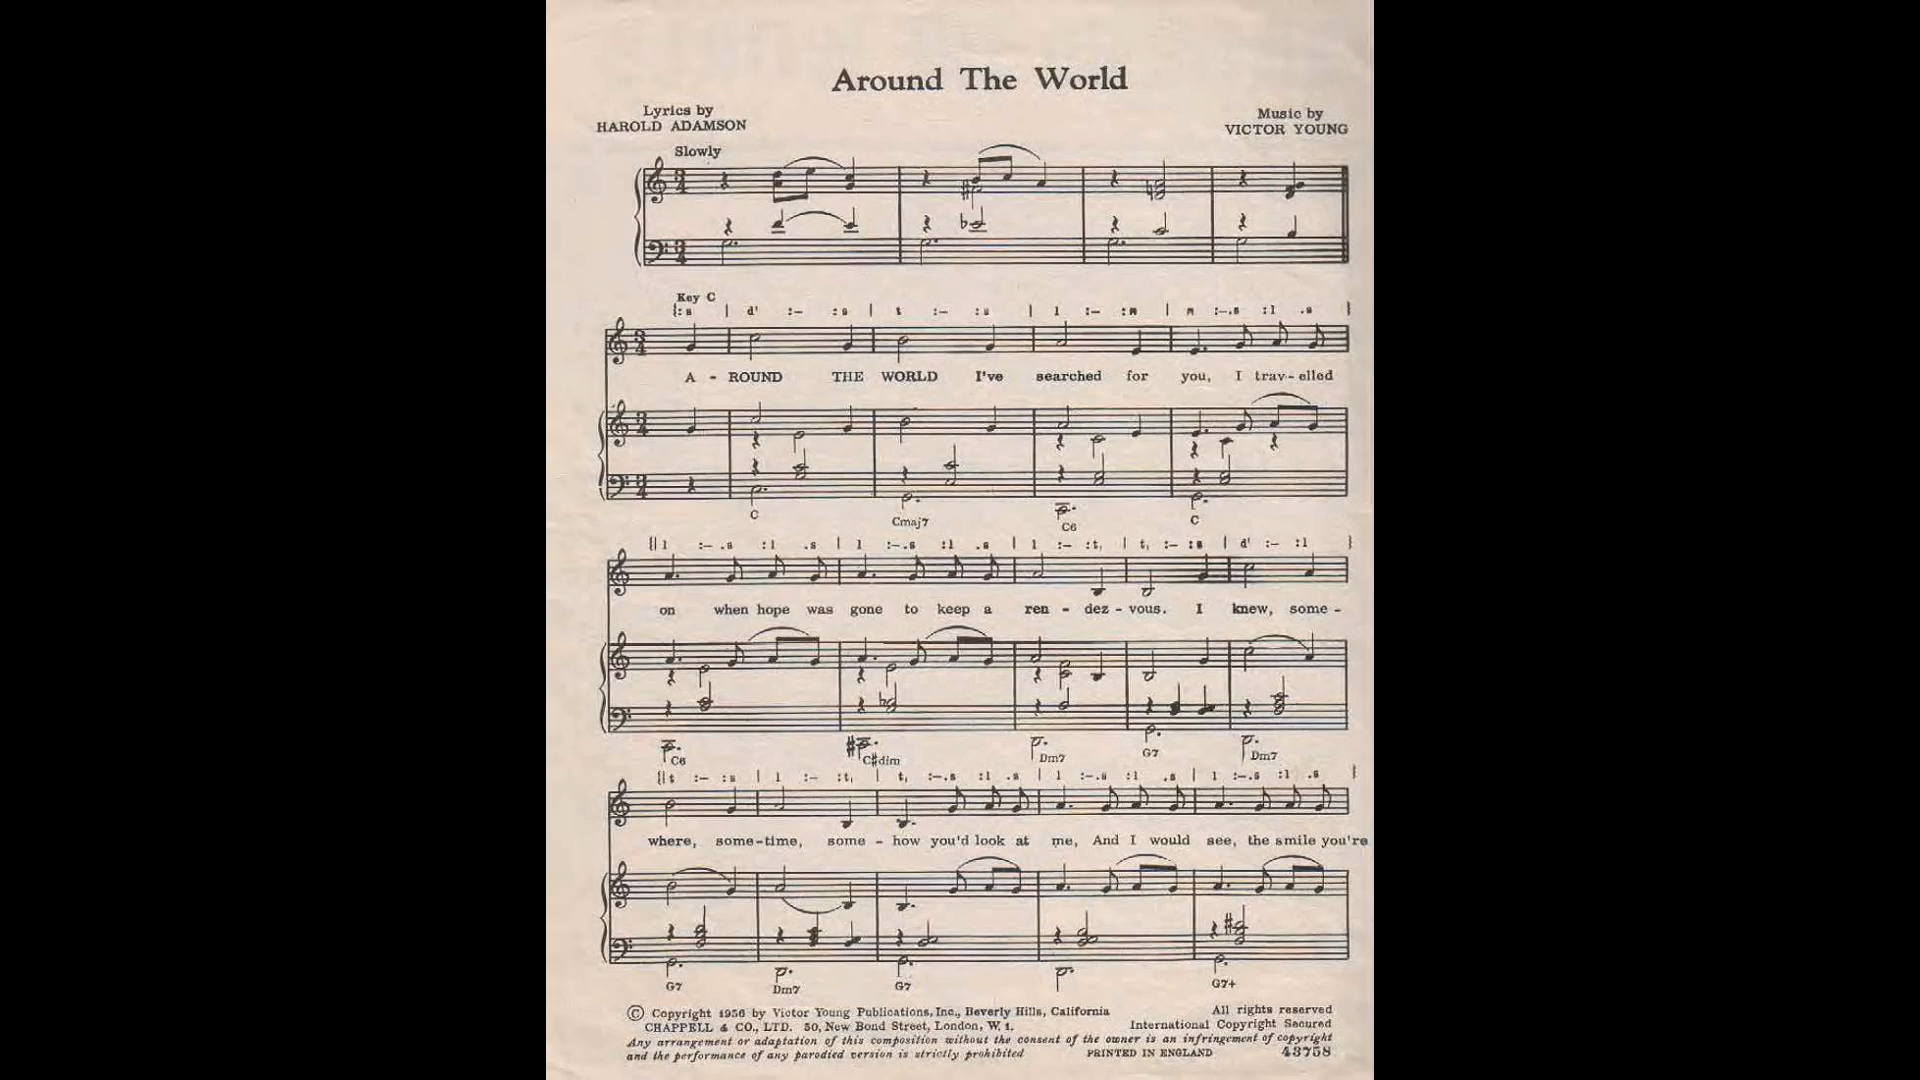 Around The World
Lyrics by
HAROLD ADAMSON
Music by
VICTOR YOUNG
Slowly
Key C
{:s | d' :– :s | t :– :s | l :– :m | m :–.s :l .s }
A - ROUND THE WORLD I've searched for you, I trav-elled
C Cmaj7 C6 C
{| l :– .s :l .s | l :–.s :l .s | l :– :t, | t, :– :s | d' :– :l }
on when hope was gone to keep a ren - dez - vous. I knew, some -
C6 C#dim Dm7 G7 Dm7
{| t :– :s | l :– :t, | t, :–.s :l .s | l :–.s :l .s | l :–.s :l .s }
where, some-time, some - how you'd look at me, And I would see, the smile you're
G7 Dm7 G7 G7+
© Copyright 1956 by Victor Young Publications, Inc., Beverly Hills, California
All rights reserved
CHAPPELL & CO., LTD. 50, New Bond Street, London, W. 1.
International Copyright Secured
Any arrangement or adaptation of this composition without the consent of the owner is an infringement of copyright
and the performance of any parodied version is strictly prohibited
PRINTED IN ENGLAND
43758